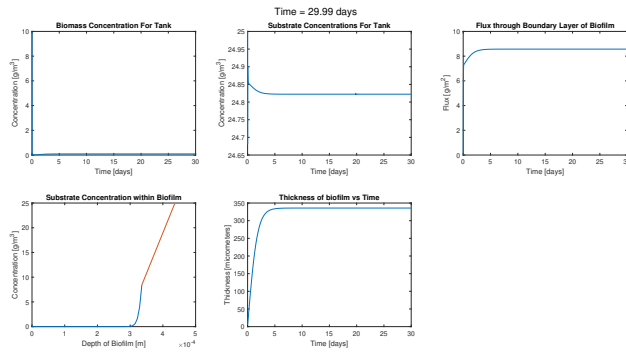 Time = 29.99 days
Biomass Concentration For Tank
Concentration [g/m³]
10
8
6
4
2
0
0 5 10 15 20 25 30
Time [days]
Substrate Concentrations For Tank
Concentration [g/m³]
25
24.95
24.9
24.85
24.8
24.75
24.7
24.65
0 5 10 15 20 25 30
Time [days]
Flux through Boundary Layer of Biofilm
Flux [g/m²]
10
8
6
4
2
0
0 5 10 15 20 25 30
Time [days]
Substrate Concentration within Biofilm
Concentration [g/m³]
25
20
15
10
5
0
0 1 2 3 4 5
×10⁻⁴
Depth of Biofilm [m]
Thickness of biofilm vs Time
Thickness [micrometers]
350
300
250
200
150
100
50
0
0 5 10 15 20 25 30
Time [days]